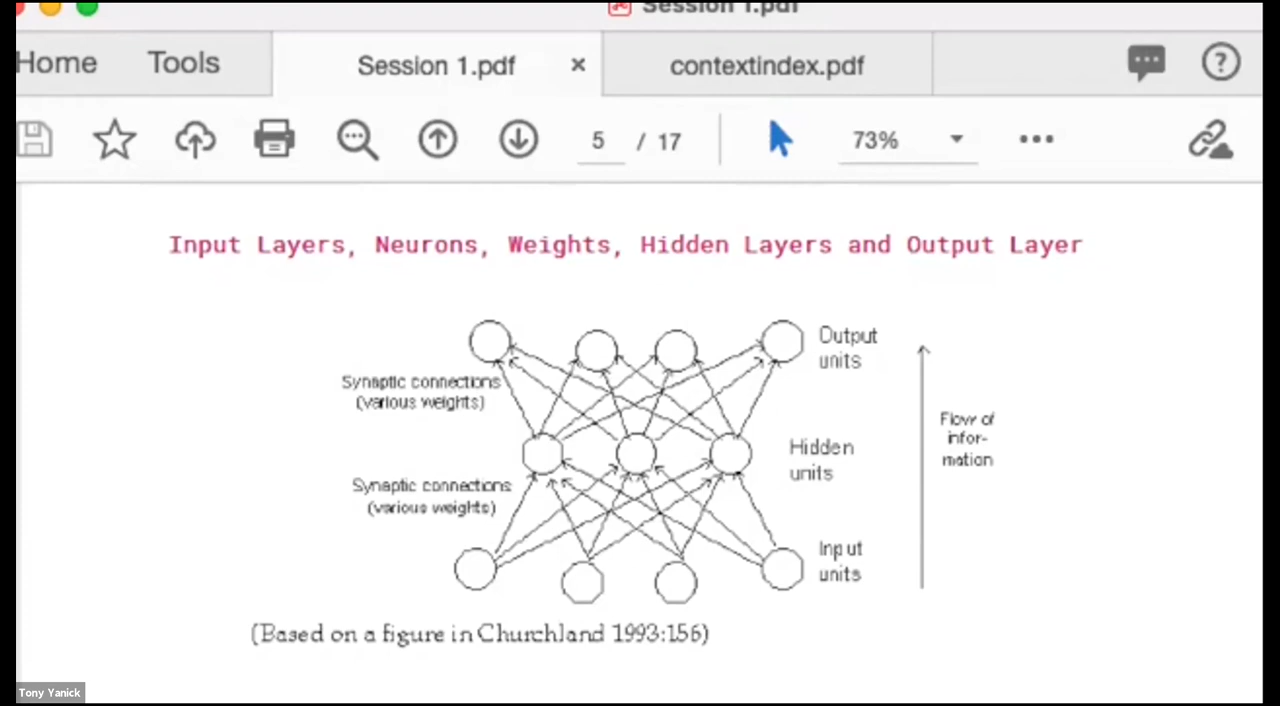 Session 1.pdf
Home Tools Session 1.pdf × contextindex.pdf ?
5 / 17 73%
Input Layers, Neurons, Weights, Hidden Layers and Output Layer
Output
units
Synaptic connections
(various weights)
Flow of
infor-
mation
Hidden
units
Synaptic connections
(various weights)
Input
units
(Based on a figure in Churchland 1993:156)
Tony Yanick